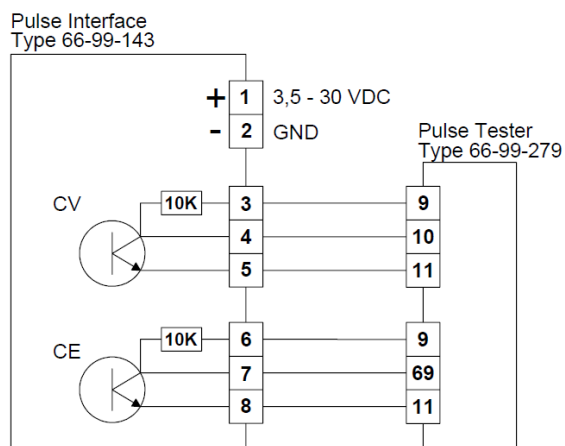 Pulse Interface
Type 66-99-143
+ 1 3,5 - 30 VDC
- 2 GND
Pulse Tester
Type 66-99-279
CV 10K 3 9
4 10
5 11
10K 6 9
CE 7 69
8 11